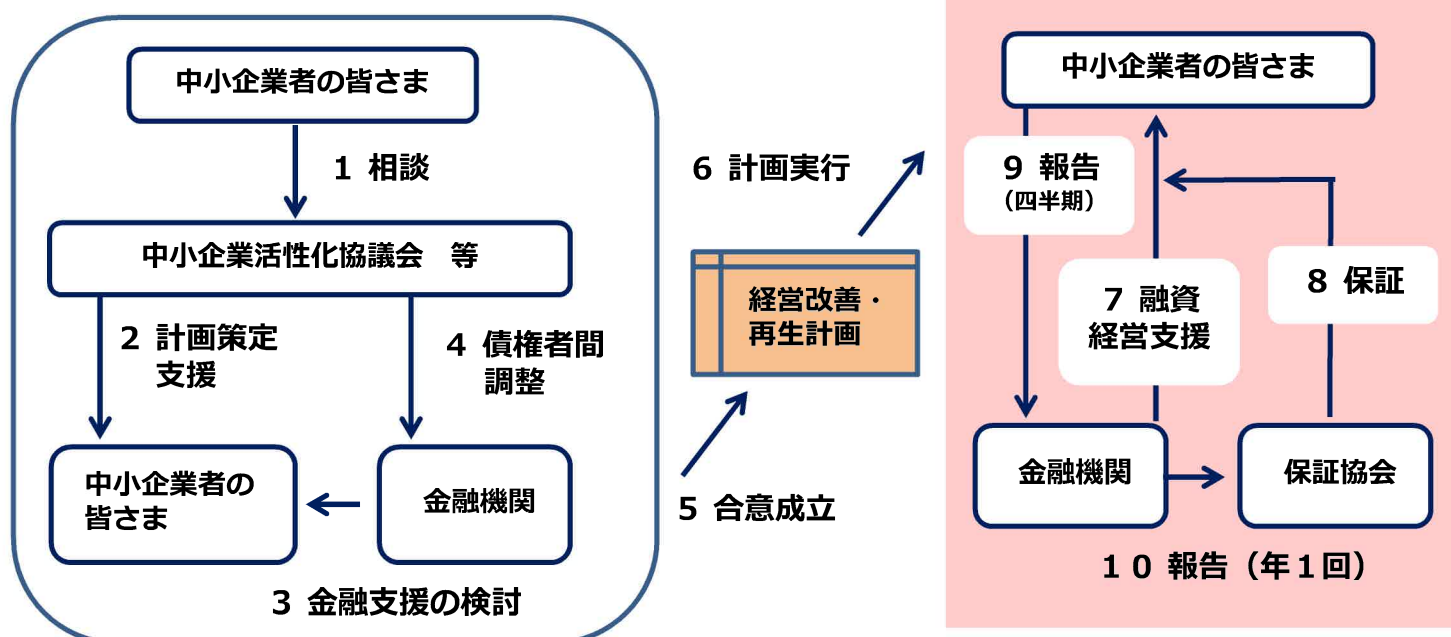 中小企業者の皆さま
1 相談
中小企業活性化協議会　等
2 計画策定
支援
4 債権者間
調整
中小企業者の
皆さま
金融機関
3 金融支援の検討
5 合意成立
経営改善・
再生計画
6 計画実行
中小企業者の皆さま
9 報告
（四半期）
7 融資
経営支援
8 保証
金融機関
保証協会
１０ 報告（年１回）